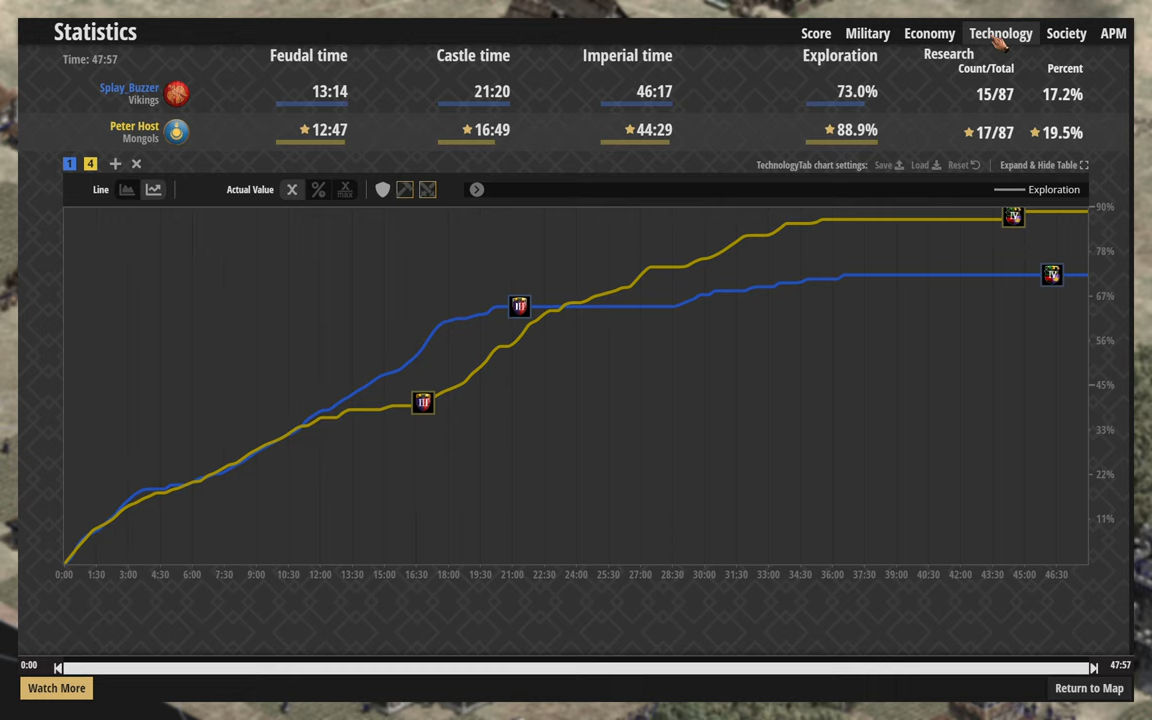 Statistics
Score Military Economy Technology Society APM
Time: 47:57
Feudal time Castle time Imperial time Exploration Research Count/Total Percent
Splay_Buzzer
Vikings
13:14 21:20 46:17 73.0% 15/87 17.2%
Peter Host
Mongols
12:47 16:49 44:29 88.9% 17/87 19.5%
1 4
TechnologyTab chart settings: Save Load Reset Expand & Hide Table
Line Actual Value X % x max Exploration
90%
78%
67%
56%
45%
33%
22%
11%
III
III
IV
IV
0:00 1:30 3:00 4:30 6:00 7:30 9:00 10:30 12:00 13:30 15:00 16:30 18:00 19:30 21:00 22:30 24:00 25:30 27:00 28:30 30:00 31:30 33:00 34:30 36:00 37:30 39:00 40:30 42:00 43:30 45:00 46:30
0:00 47:57
Watch More Return to Map